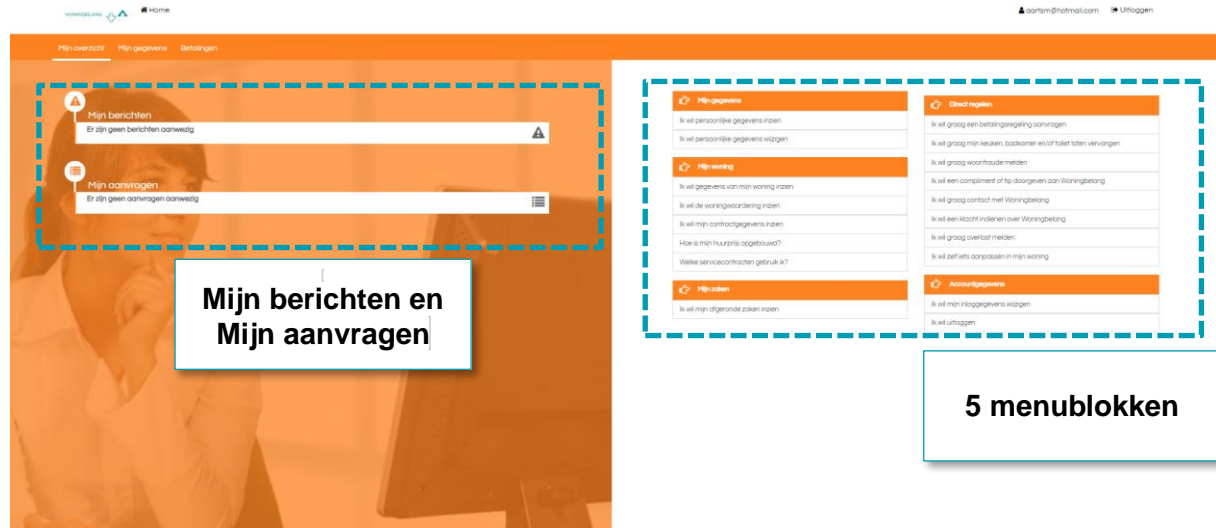 WONINGBELANG
Home
aartsm@hotmail.com
Uitloggen
Mijn overzicht
Mijn gegevens
Betalingen
Mijn berichten
Er zijn geen berichten aanwezig
Mijn aanvragen
Er zijn geen aanvragen aanwezig
Mijn berichten en
Mijn aanvragen
Mijn gegevens
Ik wil persoonlijke gegevens inzien
Ik wil persoonlijke gegevens wijzigen
Mijn woning
Ik wil gegevens van mijn woning inzien
Ik wil de woningwaardering inzien
Ik wil mijn contractgegevens inzien
Hoe is mijn huurprijs opgebouwd?
Welke servicecontracten gebruik ik?
Mijn zaken
Ik wil mijn afgeronde zaken inzien
Direct regelen
Ik wil graag een betalingsregeling aanvragen
Ik wil graag mijn keuken, badkamer en/of toilet laten vervangen
Ik wil graag woonfraude melden
Ik wil een compliment of tip doorgeven aan Woningbelang
Ik wil graag contact met Woningbelang
Ik wil een klacht indienen over Woningbelang
Ik wil graag overlast melden
Ik wil zelf iets aanpassen in mijn woning
Accountgegevens
Ik wil mijn inloggegevens wijzigen
Ik wil uitloggen
5 menublokken